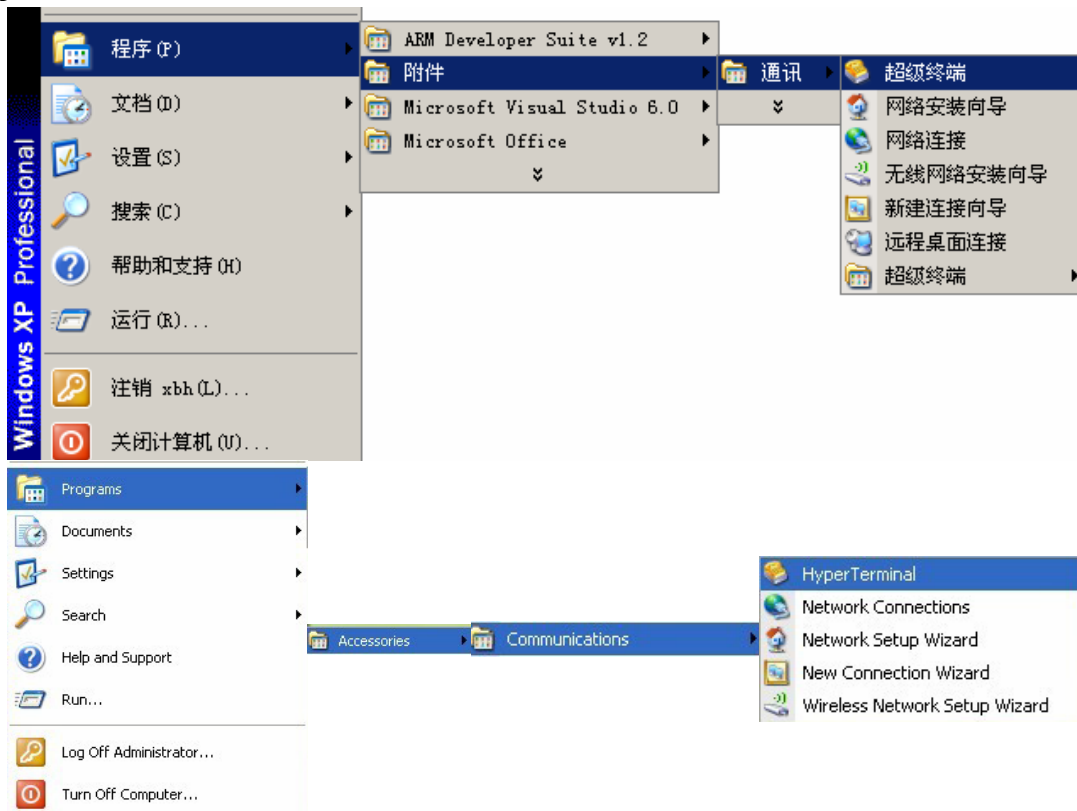 Windows XP Professional
程序(P)
文档(D)
设置(S)
搜索(C)
帮助和支持(H)
运行(R)...
注销 xbh(L)...
关闭计算机(U)...
ARM Developer Suite v1.2
附件
Microsoft Visual Studio 6.0
Microsoft Office
通讯
超级终端
网络安装向导
网络连接
无线网络安装向导
新建连接向导
远程桌面连接
超级终端
Programs
Documents
Settings
Search
Help and Support
Run...
Log Off Administrator...
Turn Off Computer...
Accessories
Communications
HyperTerminal
Network Connections
Network Setup Wizard
New Connection Wizard
Wireless Network Setup Wizard